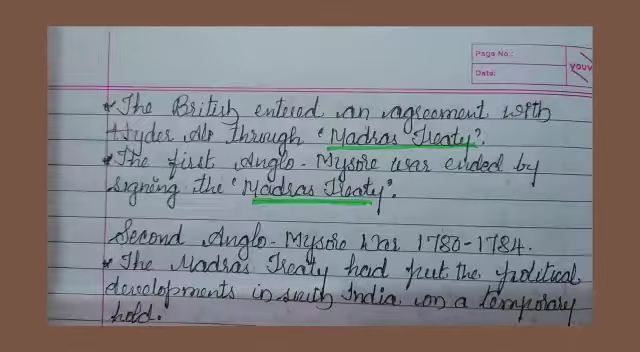 Page No.:
Date:
YOUV
* The British entered an agreement with
Hyder Ali through 'Madras Treaty'.
* The first Anglo-Mysore war ended by
signing the 'Madras Treaty'.
Second Anglo-Mysore War 1780-1784.
* The Madras Treaty had put the political
developments in south India on a temporary
hold.